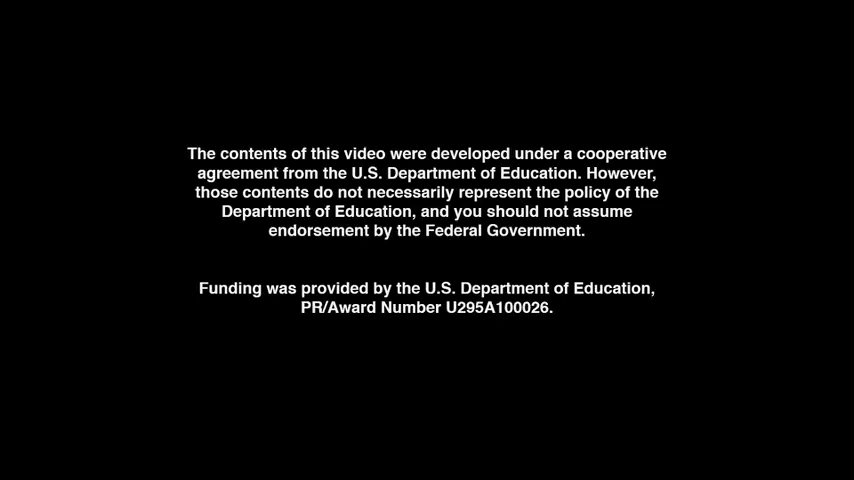 The contents of this video were developed under a cooperative
agreement from the U.S. Department of Education. However,
those contents do not necessarily represent the policy of the
Department of Education, and you should not assume
endorsement by the Federal Government.
Funding was provided by the U.S. Department of Education,
PR/Award Number U295A100026.